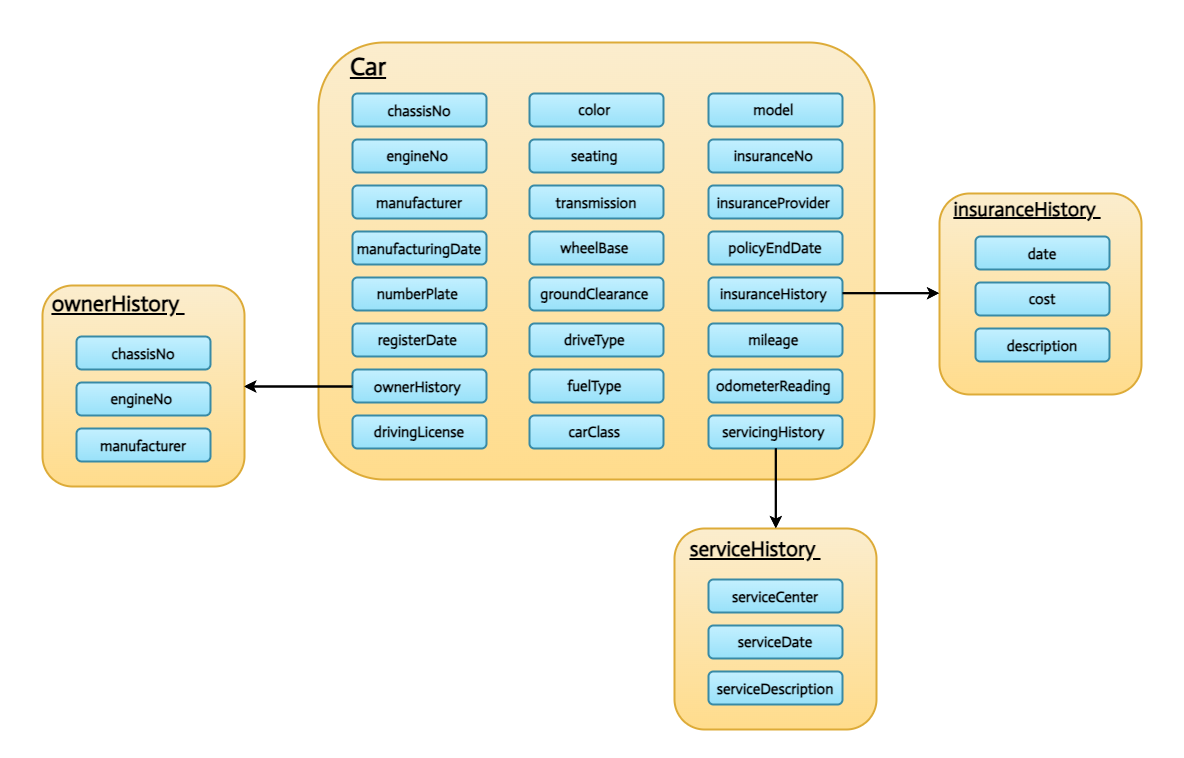 Car
chassisNo
color
model
engineNo
seating
insuranceNo
manufacturer
transmission
insuranceProvider
manufacturingDate
wheelBase
policyEndDate
numberPlate
groundClearance
insuranceHistory
registerDate
driveType
mileage
ownerHistory
fuelType
odometerReading
drivingLicense
carClass
servicingHistory
insuranceHistory
date
cost
description
ownerHistory
chassisNo
engineNo
manufacturer
serviceHistory
serviceCenter
serviceDate
serviceDescription